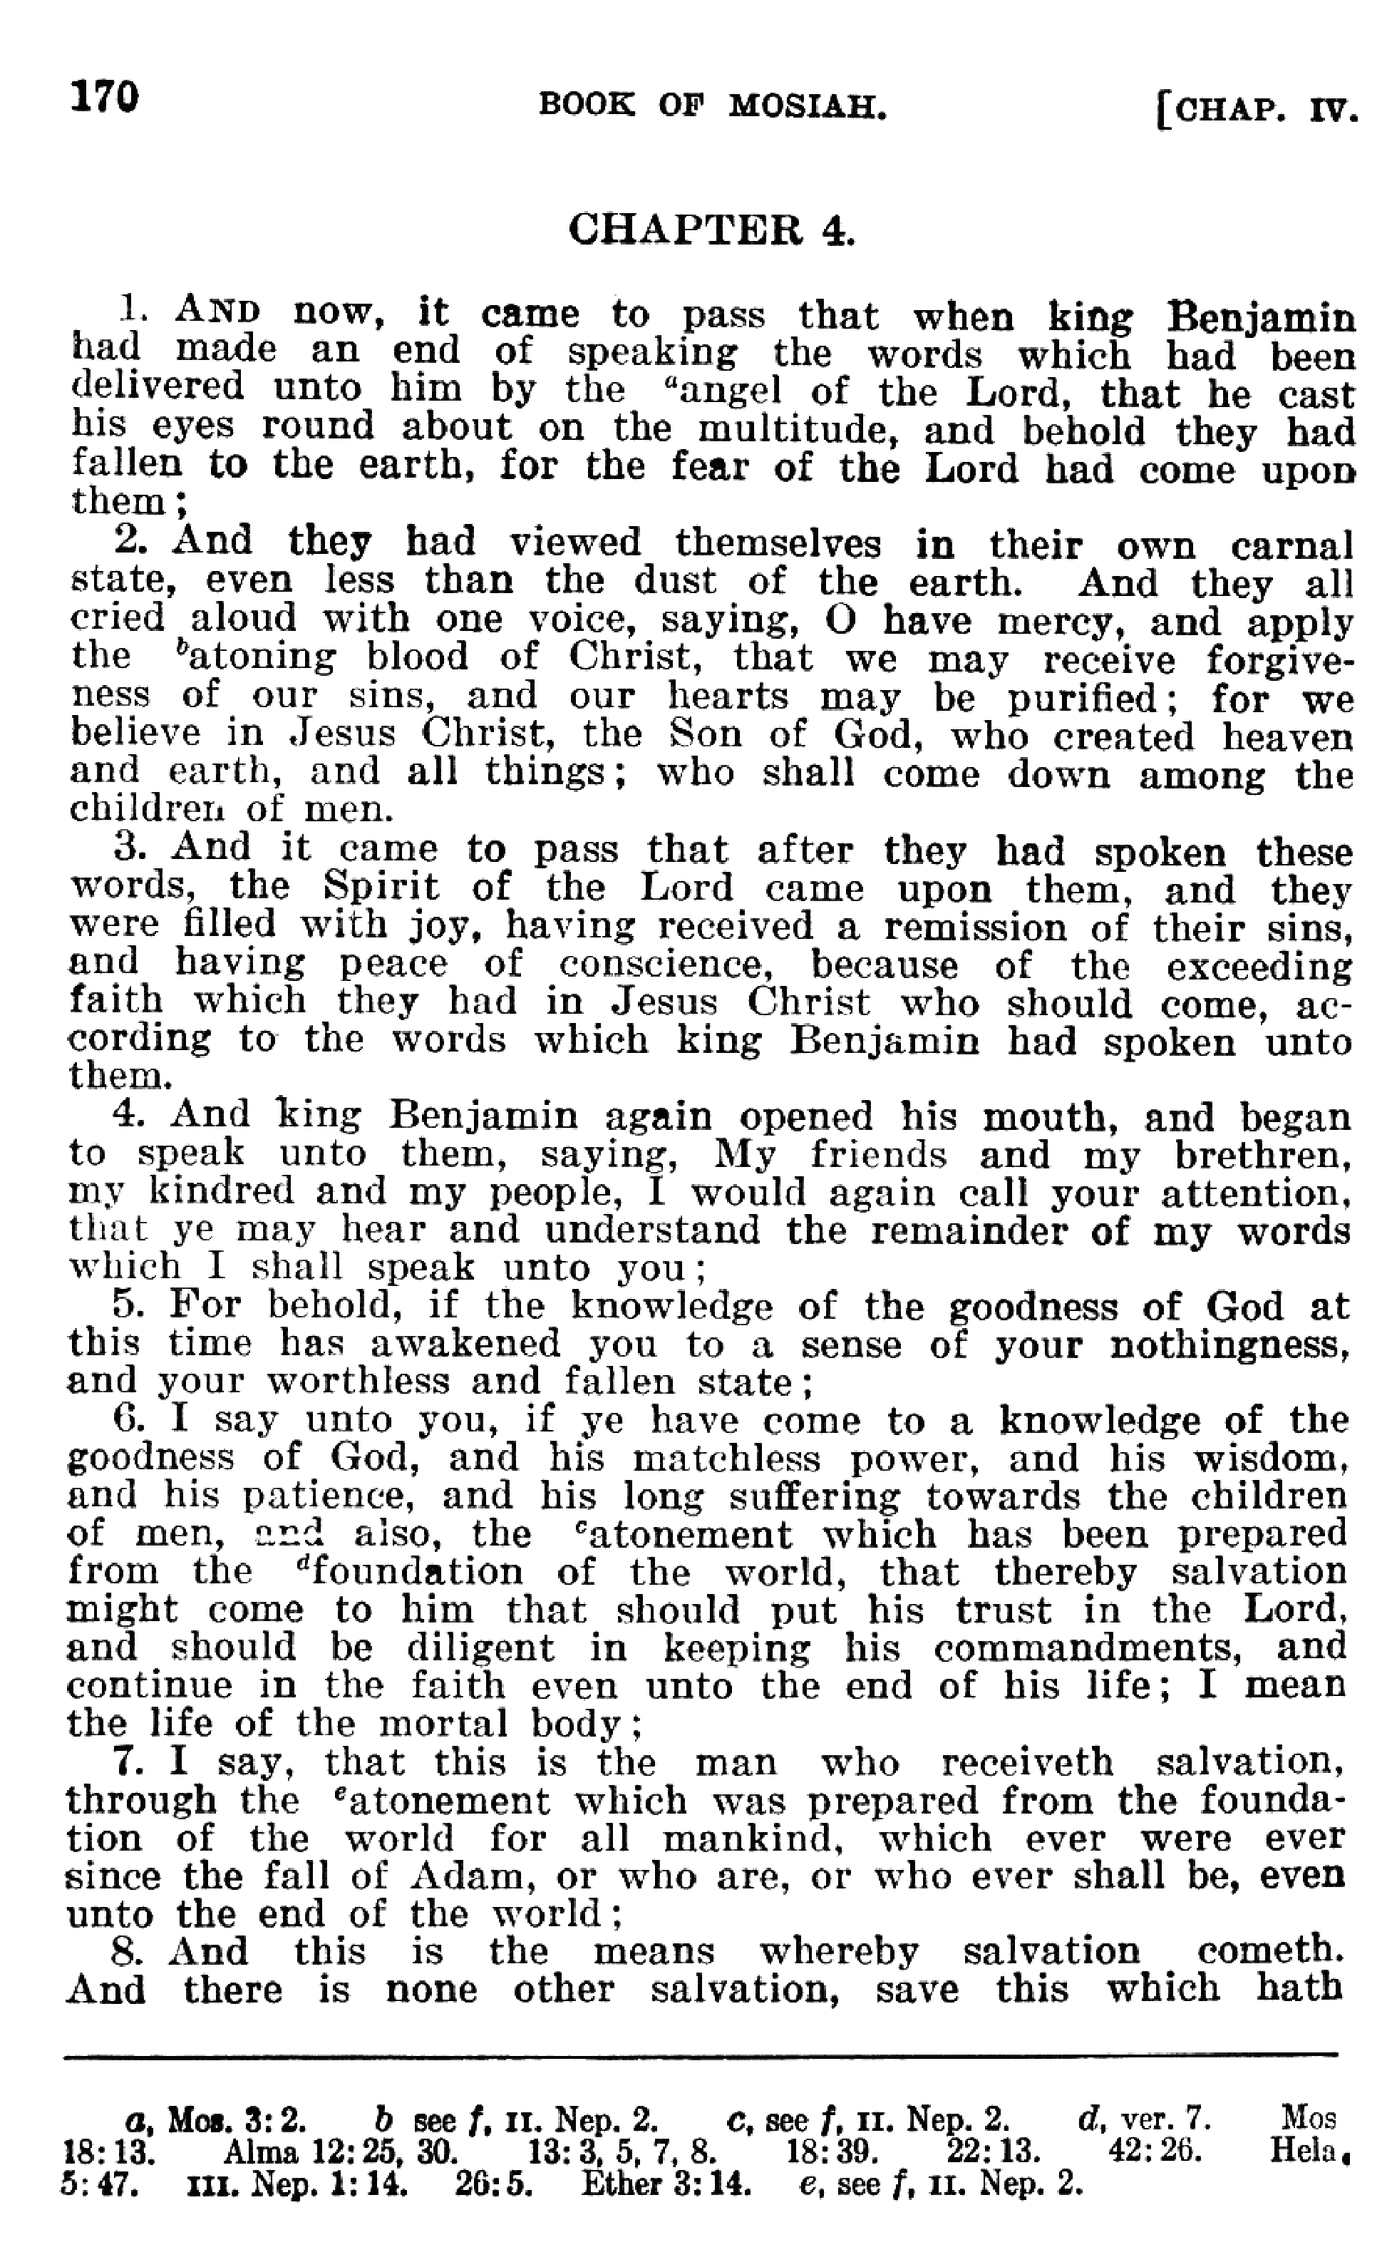 170 BOOK OF MOSIAH. [CHAP. IV.
CHAPTER 4.
1. AND now, it came to pass that when king Benjamin
had made an end of speaking the words which had been
delivered unto him by the ᵃangel of the Lord, that he cast
his eyes round about on the multitude, and behold they had
fallen to the earth, for the fear of the Lord had come upon
them;
2. And they had viewed themselves in their own carnal
state, even less than the dust of the earth. And they all
cried aloud with one voice, saying, O have mercy, and apply
the ᵇatoning blood of Christ, that we may receive forgive-
ness of our sins, and our hearts may be purified; for we
believe in Jesus Christ, the Son of God, who created heaven
and earth, and all things; who shall come down among the
children of men.
3. And it came to pass that after they had spoken these
words, the Spirit of the Lord came upon them, and they
were filled with joy, having received a remission of their sins,
and having peace of conscience, because of the exceeding
faith which they had in Jesus Christ who should come, ac-
cording to the words which king Benjamin had spoken unto
them.
4. And king Benjamin again opened his mouth, and began
to speak unto them, saying, My friends and my brethren,
my kindred and my people, I would again call your attention,
that ye may hear and understand the remainder of my words
which I shall speak unto you;
5. For behold, if the knowledge of the goodness of God at
this time has awakened you to a sense of your nothingness,
and your worthless and fallen state;
6. I say unto you, if ye have come to a knowledge of the
goodness of God, and his matchless power, and his wisdom,
and his patience, and his long suffering towards the children
of men, and also, the ᶜatonement which has been prepared
from the ᵈfoundation of the world, that thereby salvation
might come to him that should put his trust in the Lord,
and should be diligent in keeping his commandments, and
continue in the faith even unto the end of his life; I mean
the life of the mortal body;
7. I say, that this is the man who receiveth salvation,
through the ᵉatonement which was prepared from the founda-
tion of the world for all mankind, which ever were ever
since the fall of Adam, or who are, or who ever shall be, even
unto the end of the world;
8. And this is the means whereby salvation cometh.
And there is none other salvation, save this which hath
a, Mos. 3:2. b see f, II. Nep. 2. c, see f, II. Nep. 2. d, ver. 7. Mos
18:13. Alma 12:25, 30. 13:3, 5, 7, 8. 18:39. 22:13. 42:26. Hela.
5:47. III. Nep. 1:14. 26:5. Ether 3:14. e, see f, II. Nep. 2.